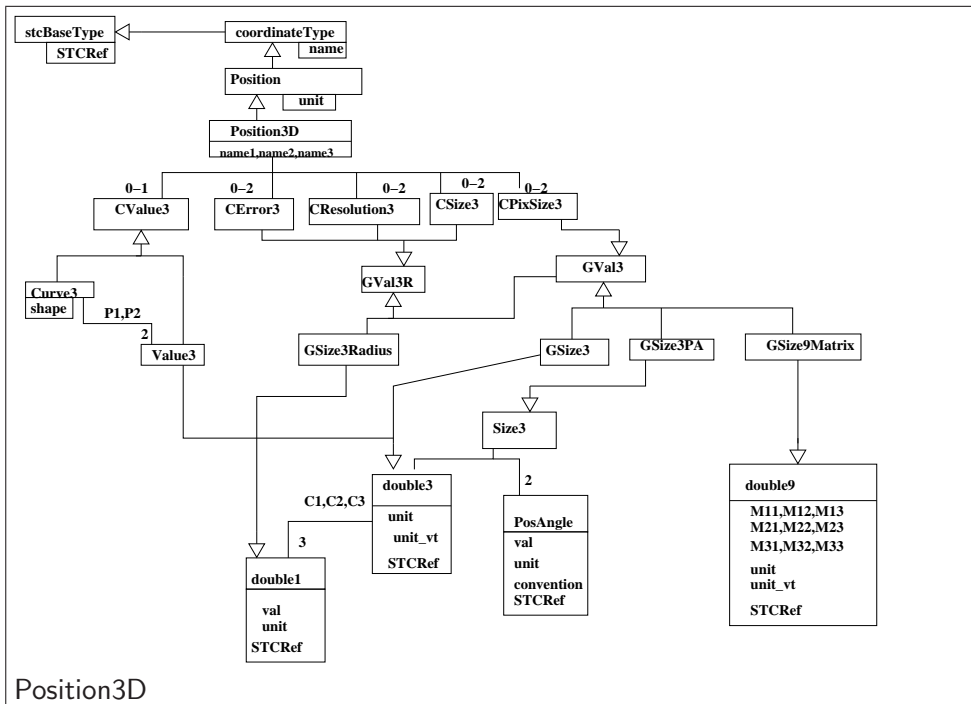 stcBaseType
STCRef
coordinateType
name
Position
unit
Position3D
name1,name2,name3
0–1
0–2
0–2
0–2
0–2
CValue3
CError3
CResolution3
CSize3
CPixSize3
GVal3R
GVal3
Curve3
shape
P1,P2
2
Value3
GSize3Radius
GSize3
GSize3PA
GSize9Matrix
Size3
2
C1,C2,C3
3
double3
unit
unit_vt
STCRef
PosAngle
val
unit
convention
STCRef
double9
M11,M12,M13
M21,M22,M23
M31,M32,M33
unit
unit_vt
STCRef
double1
val
unit
STCRef
Position3D